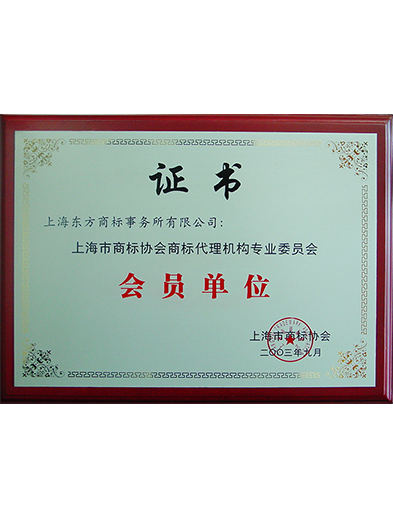 证书
上海东方商标事务所有限公司：
上海市商标协会商标代理机构专业委员会
会员单位
上海市商标协会
二〇〇三年九月